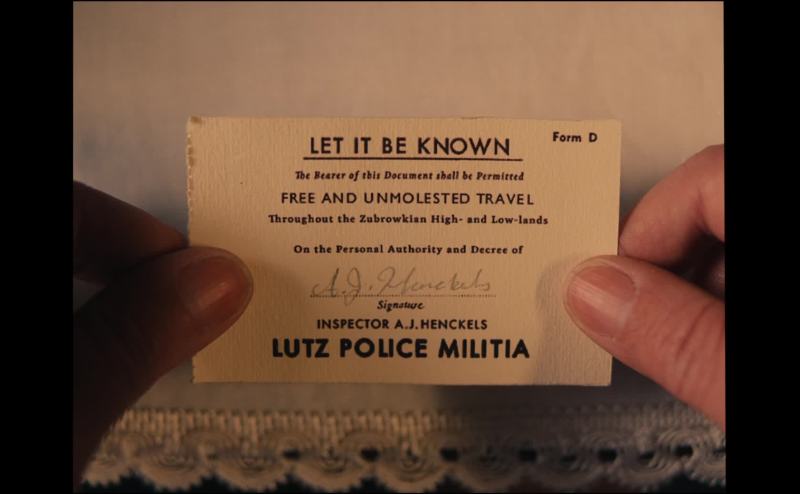 Form D
LET IT BE KNOWN
The Bearer of this Document shall be Permitted
FREE AND UNMOLESTED TRAVEL
Throughout the Zubrowkian High- and Low-lands
On the Personal Authority and Decree of
A.J. Henckels
Signature
INSPECTOR A.J.HENCKELS
LUTZ POLICE MILITIA